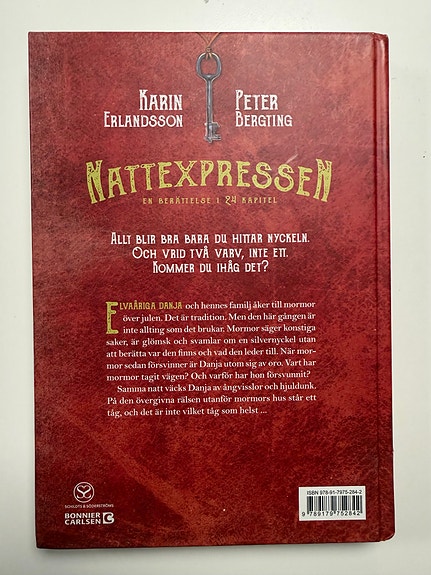 KARIN ERLANDSSON
PETER BERGTING
NATTEXPRESSEN
EN BERÄTTELSE I 24 KAPITEL
ALLT BLIR BRA BARA DU HITTAR NYCKELN.
OCH VRID TVÅ VARV, INTE ETT.
KOMMER DU IHÅG DET?
ELVAÅRIGA DANJA och hennes familj åker till mormor
över julen. Det är tradition. Men den här gången är
inte allting som det brukar. Mormor säger konstiga
saker, är glömsk och svamlar om en silvernyckel utan
att berätta var den finns och vad den leder till. När mor-
mor sedan försvinner är Danja utom sig av oro. Vart har
mormor tagit vägen? Och varför har hon försvunnit?
Samma natt väcks Danja av ångvisslor och hjuldunk.
På den övergivna rälsen utanför mormors hus står ett
tåg, och det är inte vilket tåg som helst ...
SCHILDTS & SÖDERSTRÖMS
BONNIER
CARLSEN
ISBN 978-91-7975-284-2
9 789179 752842